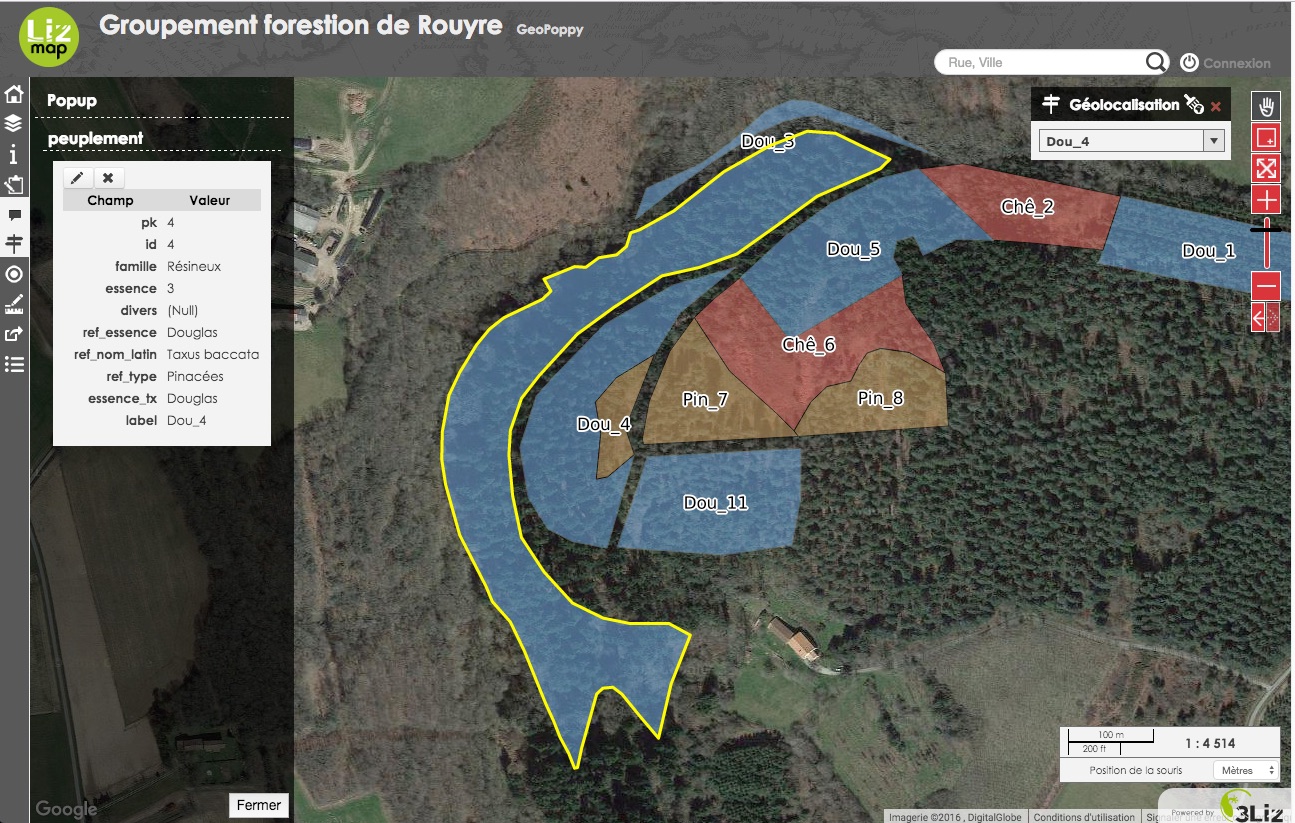 Liz
map
Groupement forestion de Rouyre GeoPoppy
Rue, Ville
Connexion
Popup
peuplement
Champ Valeur
pk 4
id 4
famille Résineux
essence 3
divers (Null)
ref_essence Douglas
ref_nom_latin Taxus baccata
ref_type Pinacées
essence_tx Douglas
label Dou_4
Géolocalisation
Dou_4
Dou_3
Chê_2
Dou_5
Dou_1
Chê_6
Pin_7
Pin_8
Dou_4
Dou_11
100 m
200 ft
1 : 4 514
Position de la souris
Mètres
Google
Fermer
Powered by
3Liz
Imagerie ©2016 , DigitalGlobe
Conditions d'utilisation